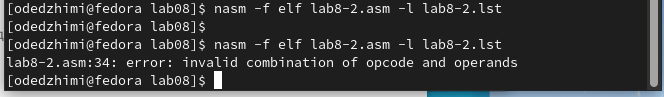 [odedzhimi@fedora lab08]$ nasm -f elf lab8-2.asm -l lab8-2.lst
[odedzhimi@fedora lab08]$
[odedzhimi@fedora lab08]$ nasm -f elf lab8-2.asm -l lab8-2.lst
lab8-2.asm:34: error: invalid combination of opcode and operands
[odedzhimi@fedora lab08]$